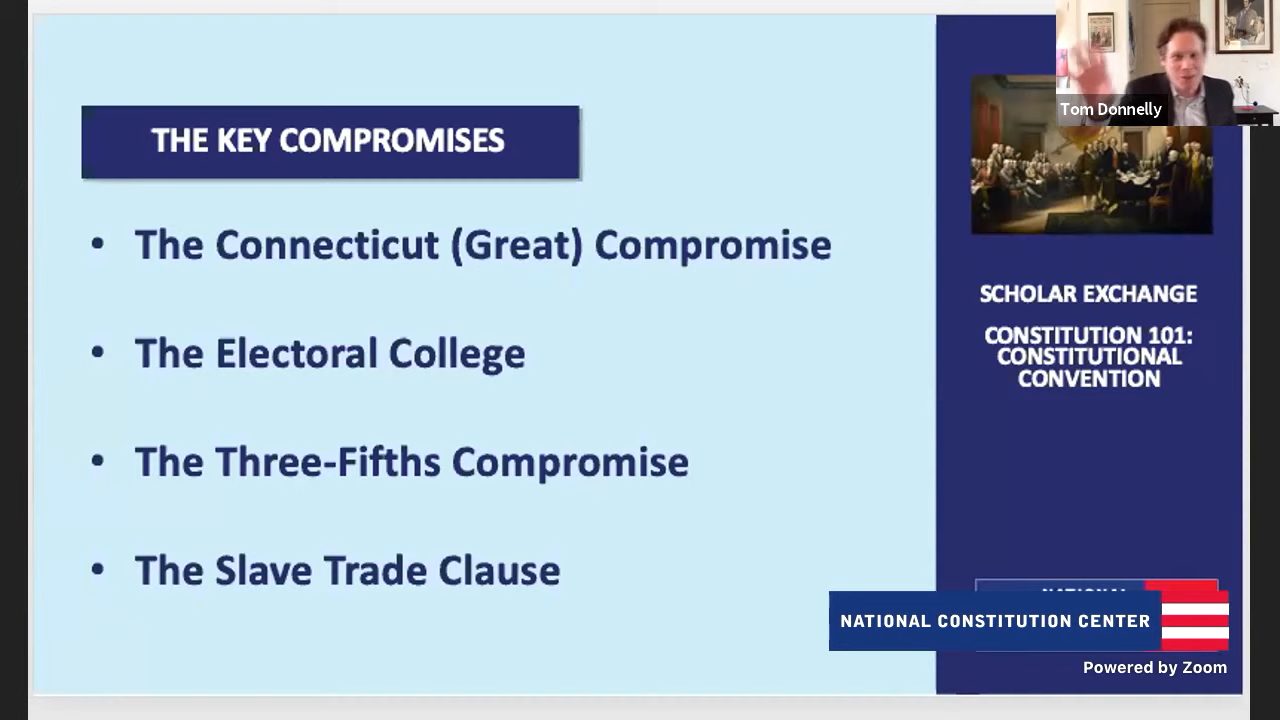 THE KEY COMPROMISES
• The Connecticut (Great) Compromise
• The Electoral College
• The Three-Fifths Compromise
• The Slave Trade Clause
Tom Donnelly
SCHOLAR EXCHANGE
CONSTITUTION 101:
CONSTITUTIONAL
CONVENTION
NATIONAL CONSTITUTION CENTER
Powered by Zoom